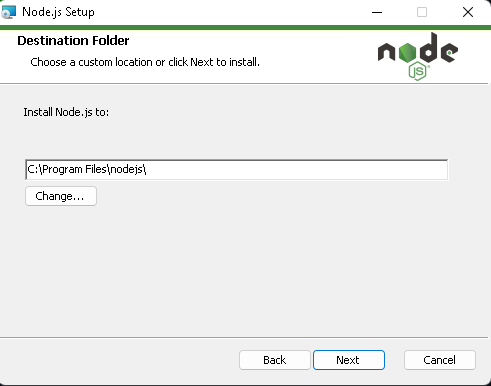 Node.js Setup
Destination Folder
Choose a custom location or click Next to install.
node
JS
Install Node.js to:
C:\Program Files\nodejs\
Change...
Back
Next
Cancel